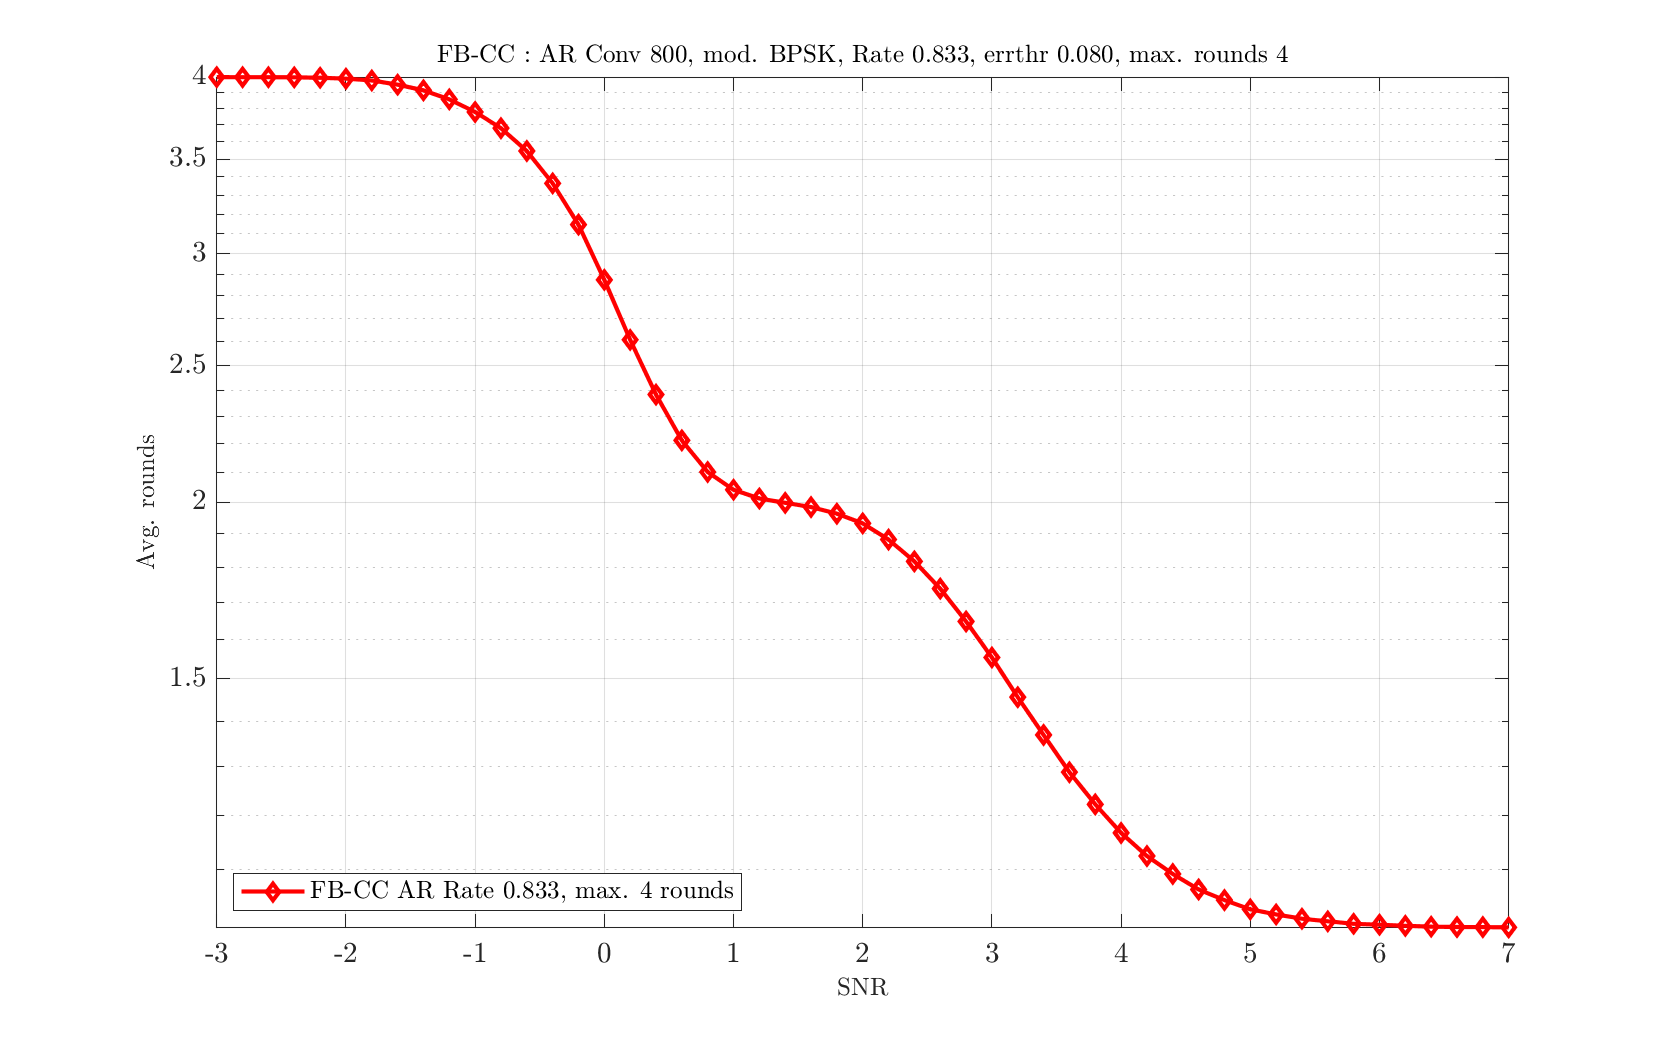 FB-CC : AR Conv 800, mod. BPSK, Rate 0.833, errthr 0.080, max. rounds 4
4
3.5
3
2.5
2
1.5
Avg. rounds
FB-CC AR Rate 0.833, max. 4 rounds
-3 -2 -1 0 1 2 3 4 5 6 7
SNR